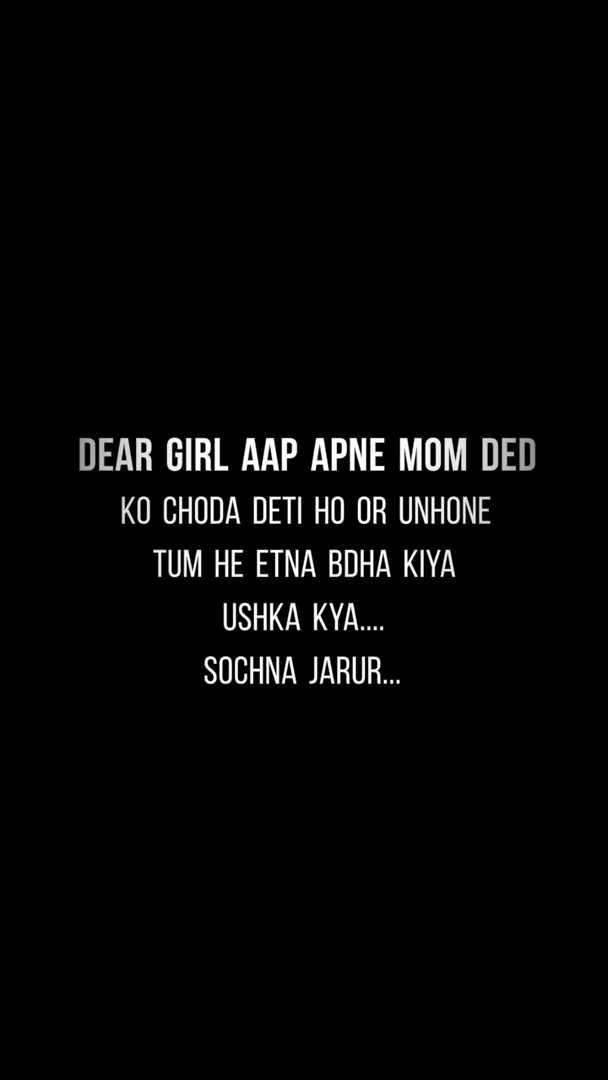 DEAR GIRL AAP APNE MOM DED
KO CHODA DETI HO OR UNHONE
TUM HE ETNA BDHA KIYA
USHKA KYA....
SOCHNA JARUR...